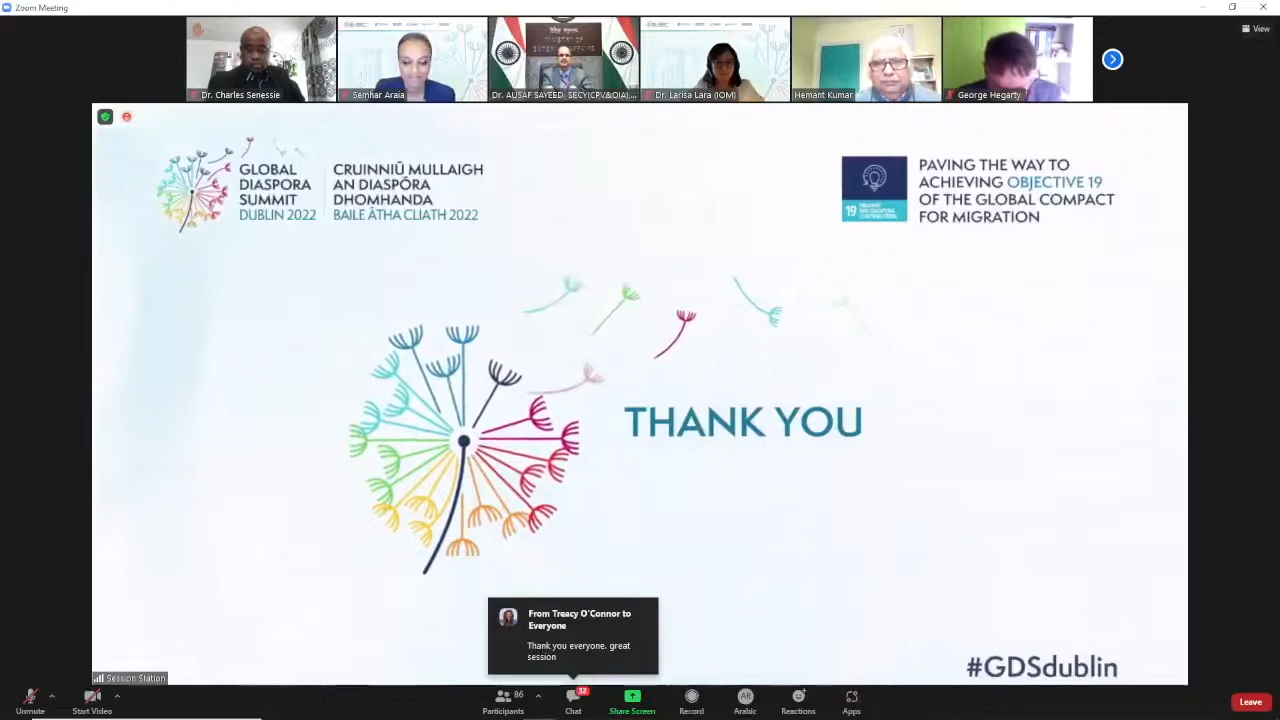 Zoom Meeting
View
Dr. Charles Senessie
Semhar Araia
Dr. AUSAF SAYEED, SECY(CPV&OIA),...
Dr. Larisa Lara (IOM)
Hemant Kumar
George Hegarty
GLOBAL
DIASPORA
SUMMIT
DUBLIN 2022
CRUINNIŪ MULLAIGH
AN DIASPÓRA
DHOMHANDA
BAILE ÁTHA CLIATH 2022
19
PAVING THE WAY TO
ACHIEVING OBJECTIVE 19
OF THE GLOBAL COMPACT
FOR MIGRATION
THANK YOU
From Treacy O'Connor to
Everyone
Thank you everyone. great
session
#GDSdublin
Session Station
Unmute
Start Video
86
Participants
32
Chat
Share Screen
Record
AR
Arabic
Reactions
Apps
Leave